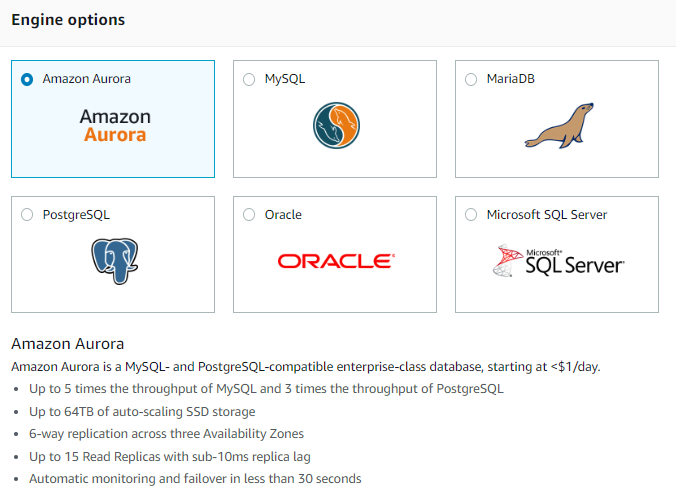 Engine options
Amazon Aurora
MySQL
MariaDB
Amazon
Aurora
PostgreSQL
Oracle
Microsoft SQL Server
ORACLE®
Microsoft®
SQL Server®
Amazon Aurora
Amazon Aurora is a MySQL- and PostgreSQL-compatible enterprise-class database, starting at <$1/day.
• Up to 5 times the throughput of MySQL and 3 times the throughput of PostgreSQL
• Up to 64TB of auto-scaling SSD storage
• 6-way replication across three Availability Zones
• Up to 15 Read Replicas with sub-10ms replica lag
• Automatic monitoring and failover in less than 30 seconds